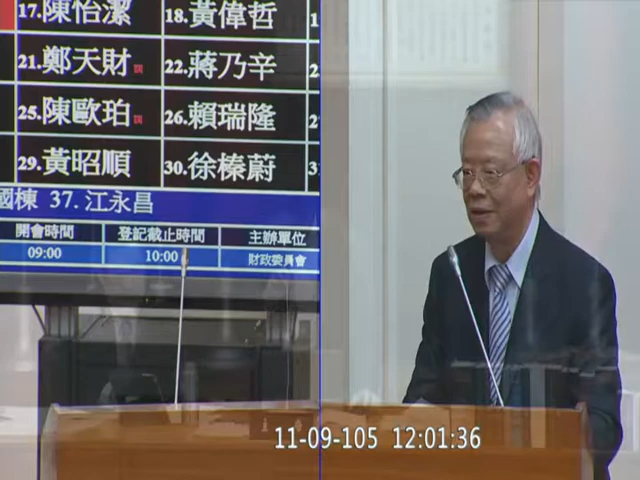 17.陳怡潔 18.黃偉哲
21.鄭天財 22.蔣乃辛
25.陳歐珀 26.賴瑞隆
29.黃昭順 30.徐榛蔚
國棟 37.江永昌
開會時間 登記截止時間 主辦單位
09:00 10:00 財政委員會
11-09-105 12:01:36